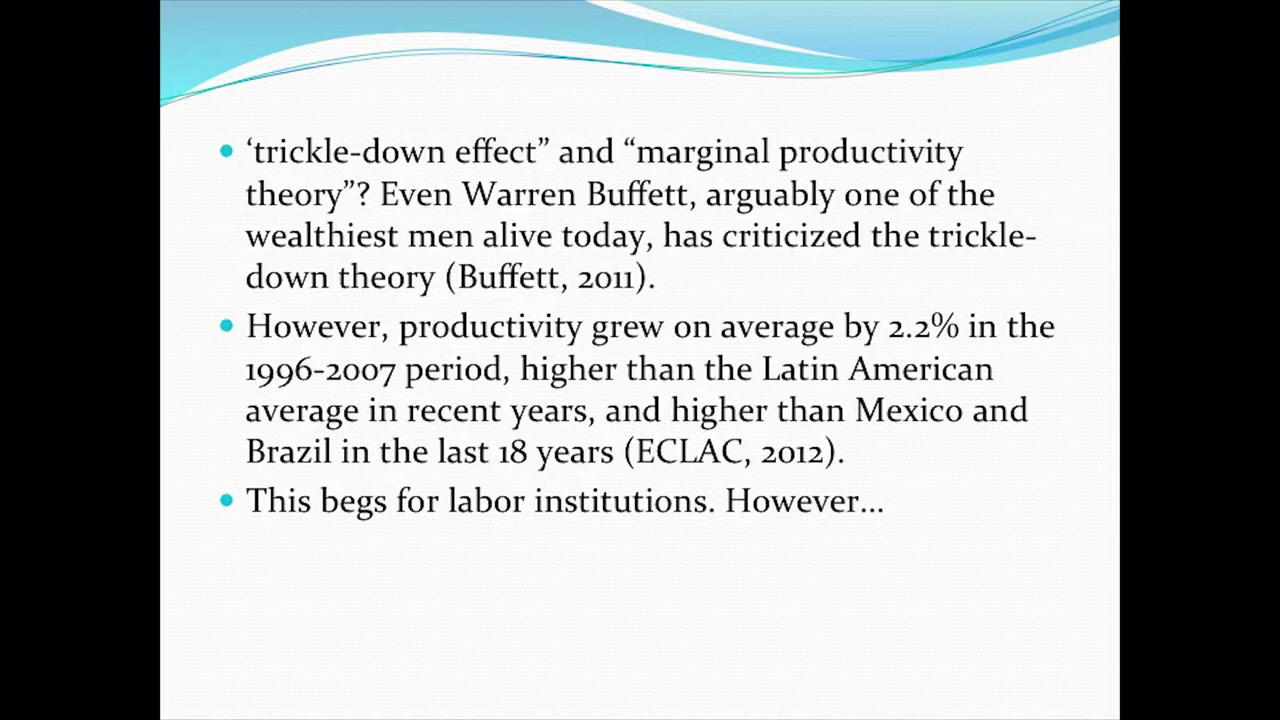 ‘trickle-down effect” and “marginal productivity
theory”? Even Warren Buffett, arguably one of the
wealthiest men alive today, has criticized the trickle-
down theory (Buffett, 2011).
However, productivity grew on average by 2.2% in the
1996-2007 period, higher than the Latin American
average in recent years, and higher than Mexico and
Brazil in the last 18 years (ECLAC, 2012).
This begs for labor institutions. However…